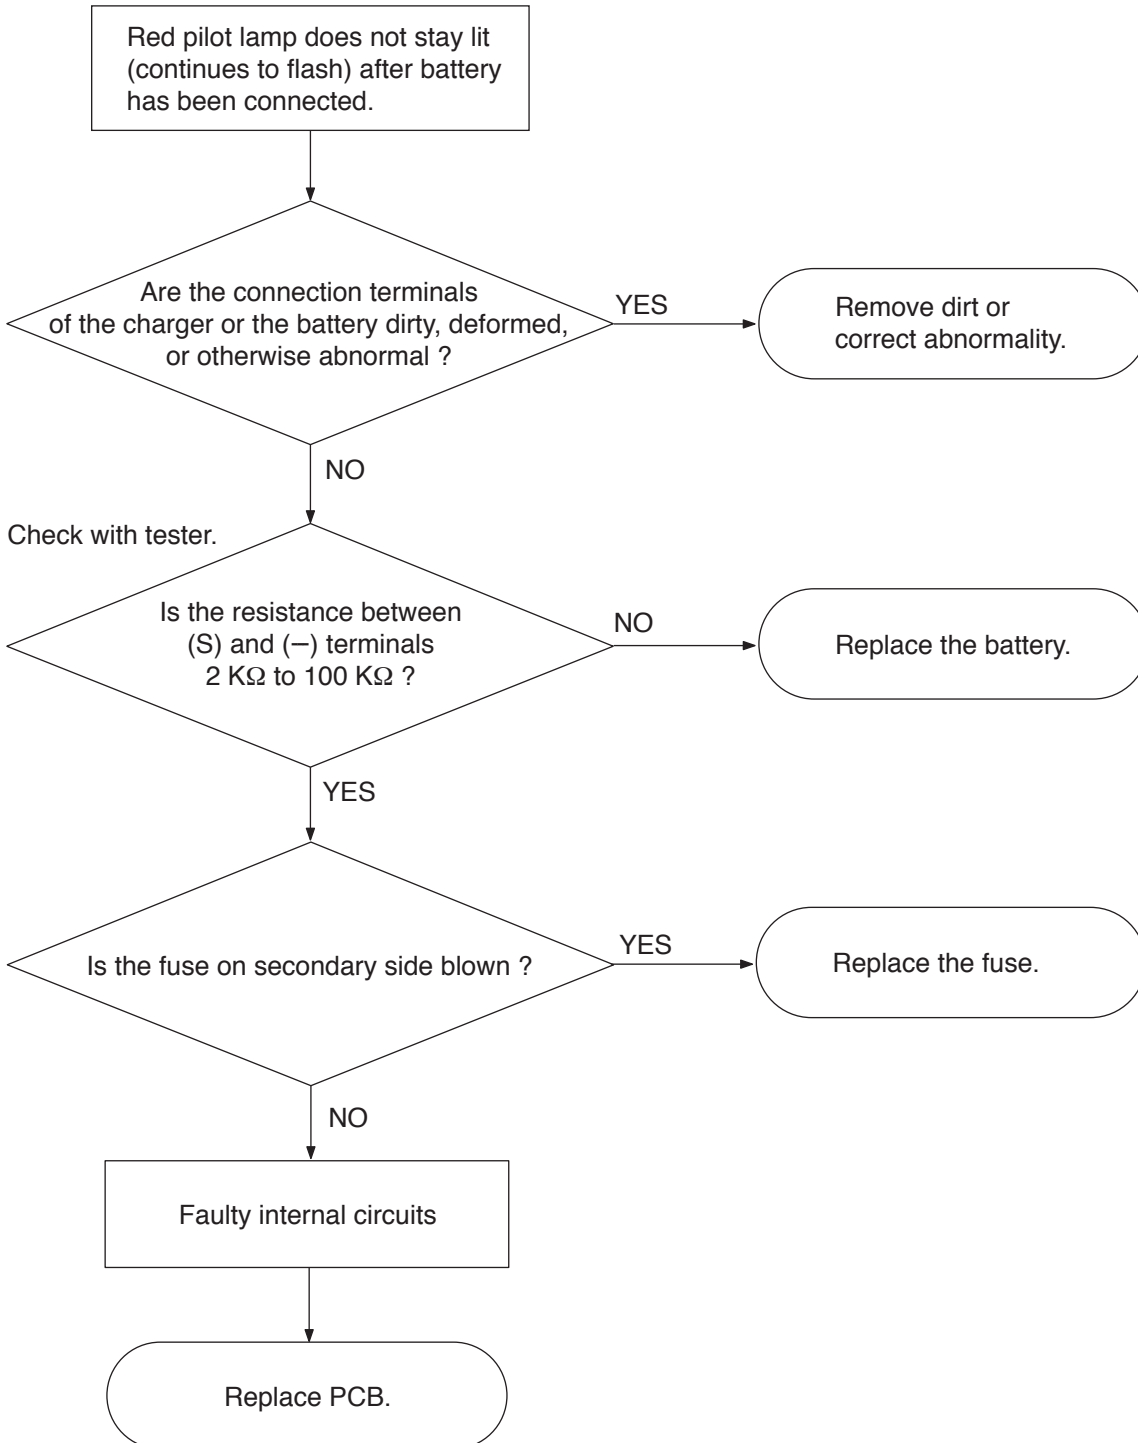 Red pilot lamp does not stay lit
(continues to flash) after battery
has been connected.
Are the connection terminals
of the charger or the battery dirty, deformed,
or otherwise abnormal ?
YES
Remove dirt or
correct abnormality.
NO
Check with tester.
Is the resistance between
(S) and (−) terminals
2 KΩ to 100 KΩ ?
NO
Replace the battery.
YES
Is the fuse on secondary side blown ?
YES
Replace the fuse.
NO
Faulty internal circuits
Replace PCB.